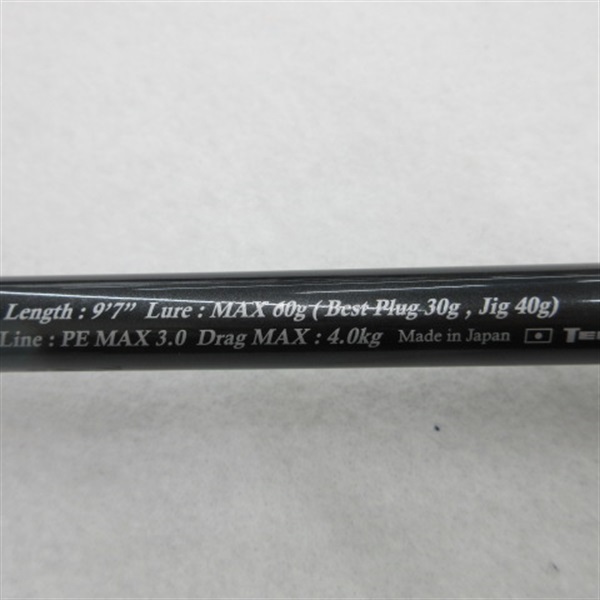 Length : 9'7" Lure : MAX 60g ( Best Plug 30g , Jig 40g)
Line : PE MAX 3.0 Drag MAX : 4.0kg Made in Japan